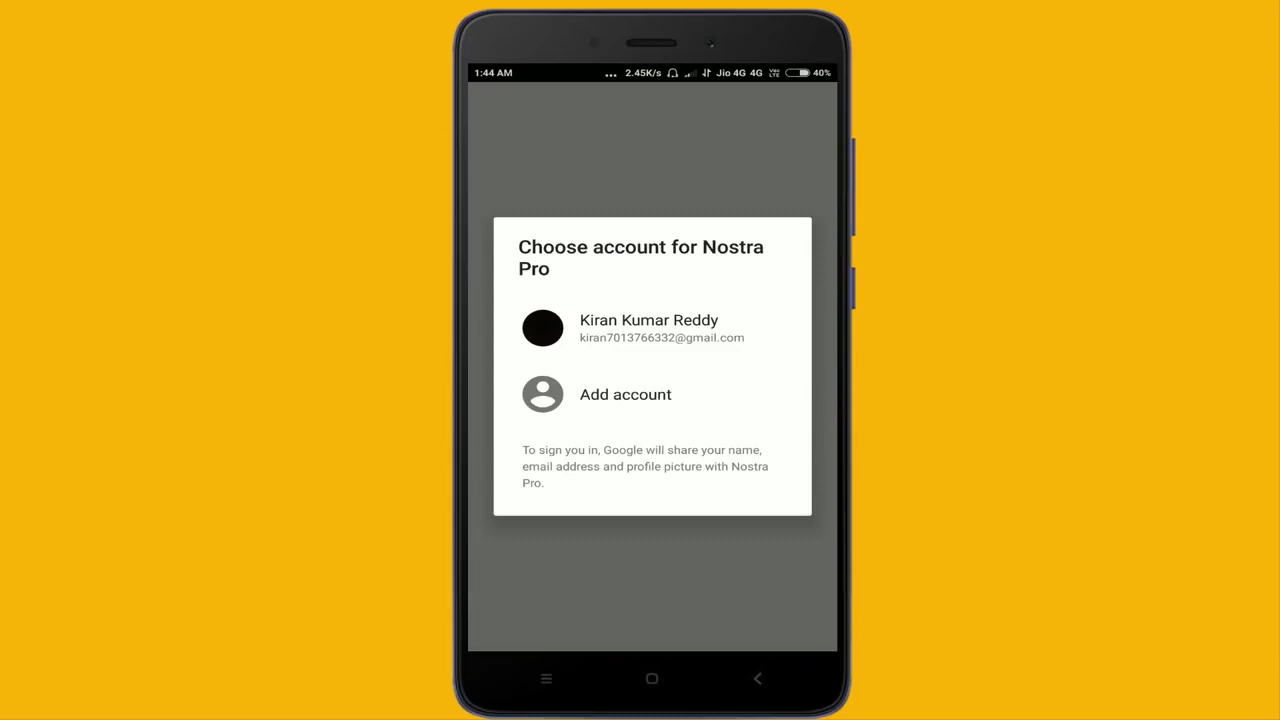 1:44 AM ... 2.45K/s Jio 4G 4G Vo LTE 40%
Choose account for Nostra
Pro
Kiran Kumar Reddy
kiran7013766332@gmail.com
Add account
To sign you in, Google will share your name,
email address and profile picture with Nostra
Pro.